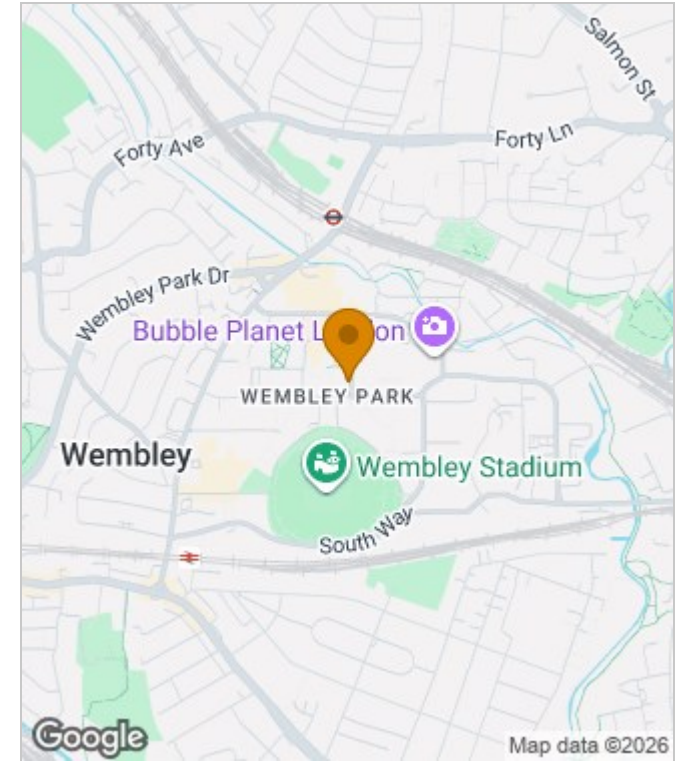 Salmon St
Forty Ln
Forty Ave
Wembley Park Dr
Bubble Planet L on
WEMBLEY PARK
Wembley
Wembley Stadium
South Way
Google
Map data ©2026